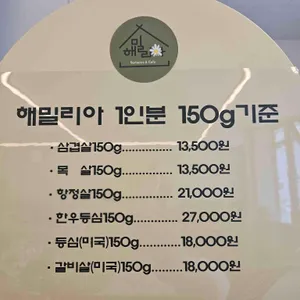 해밀리아 1인분 150g기준
· 삼겹살150g............. 13,500원
· 목 살150g............. 13,500원
· 항정살150g............. 21,000원
· 한우등심150g............ 27,000원
· 등심(미국)150g...........18,000원
· 갈비살(미국)150g.........18,000원